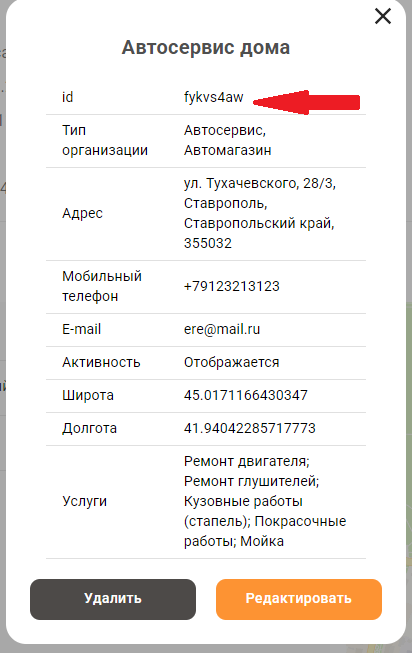 Автосервис дома
id fykvs4aw
Тип организации Автосервис, Автомагазин
Адрес ул. Тухачевского, 28/3,
Ставрополь,
Ставропольский край,
355032
Мобильный телефон +79123213123
E-mail ere@mail.ru
Активность Отображается
Широта 45.0171166430347
Долгота 41.94042285717773
Услуги Ремонт двигателя;
Ремонт глушителей;
Кузовные работы
(стапель); Покрасочные
работы; Мойка
Удалить Редактировать